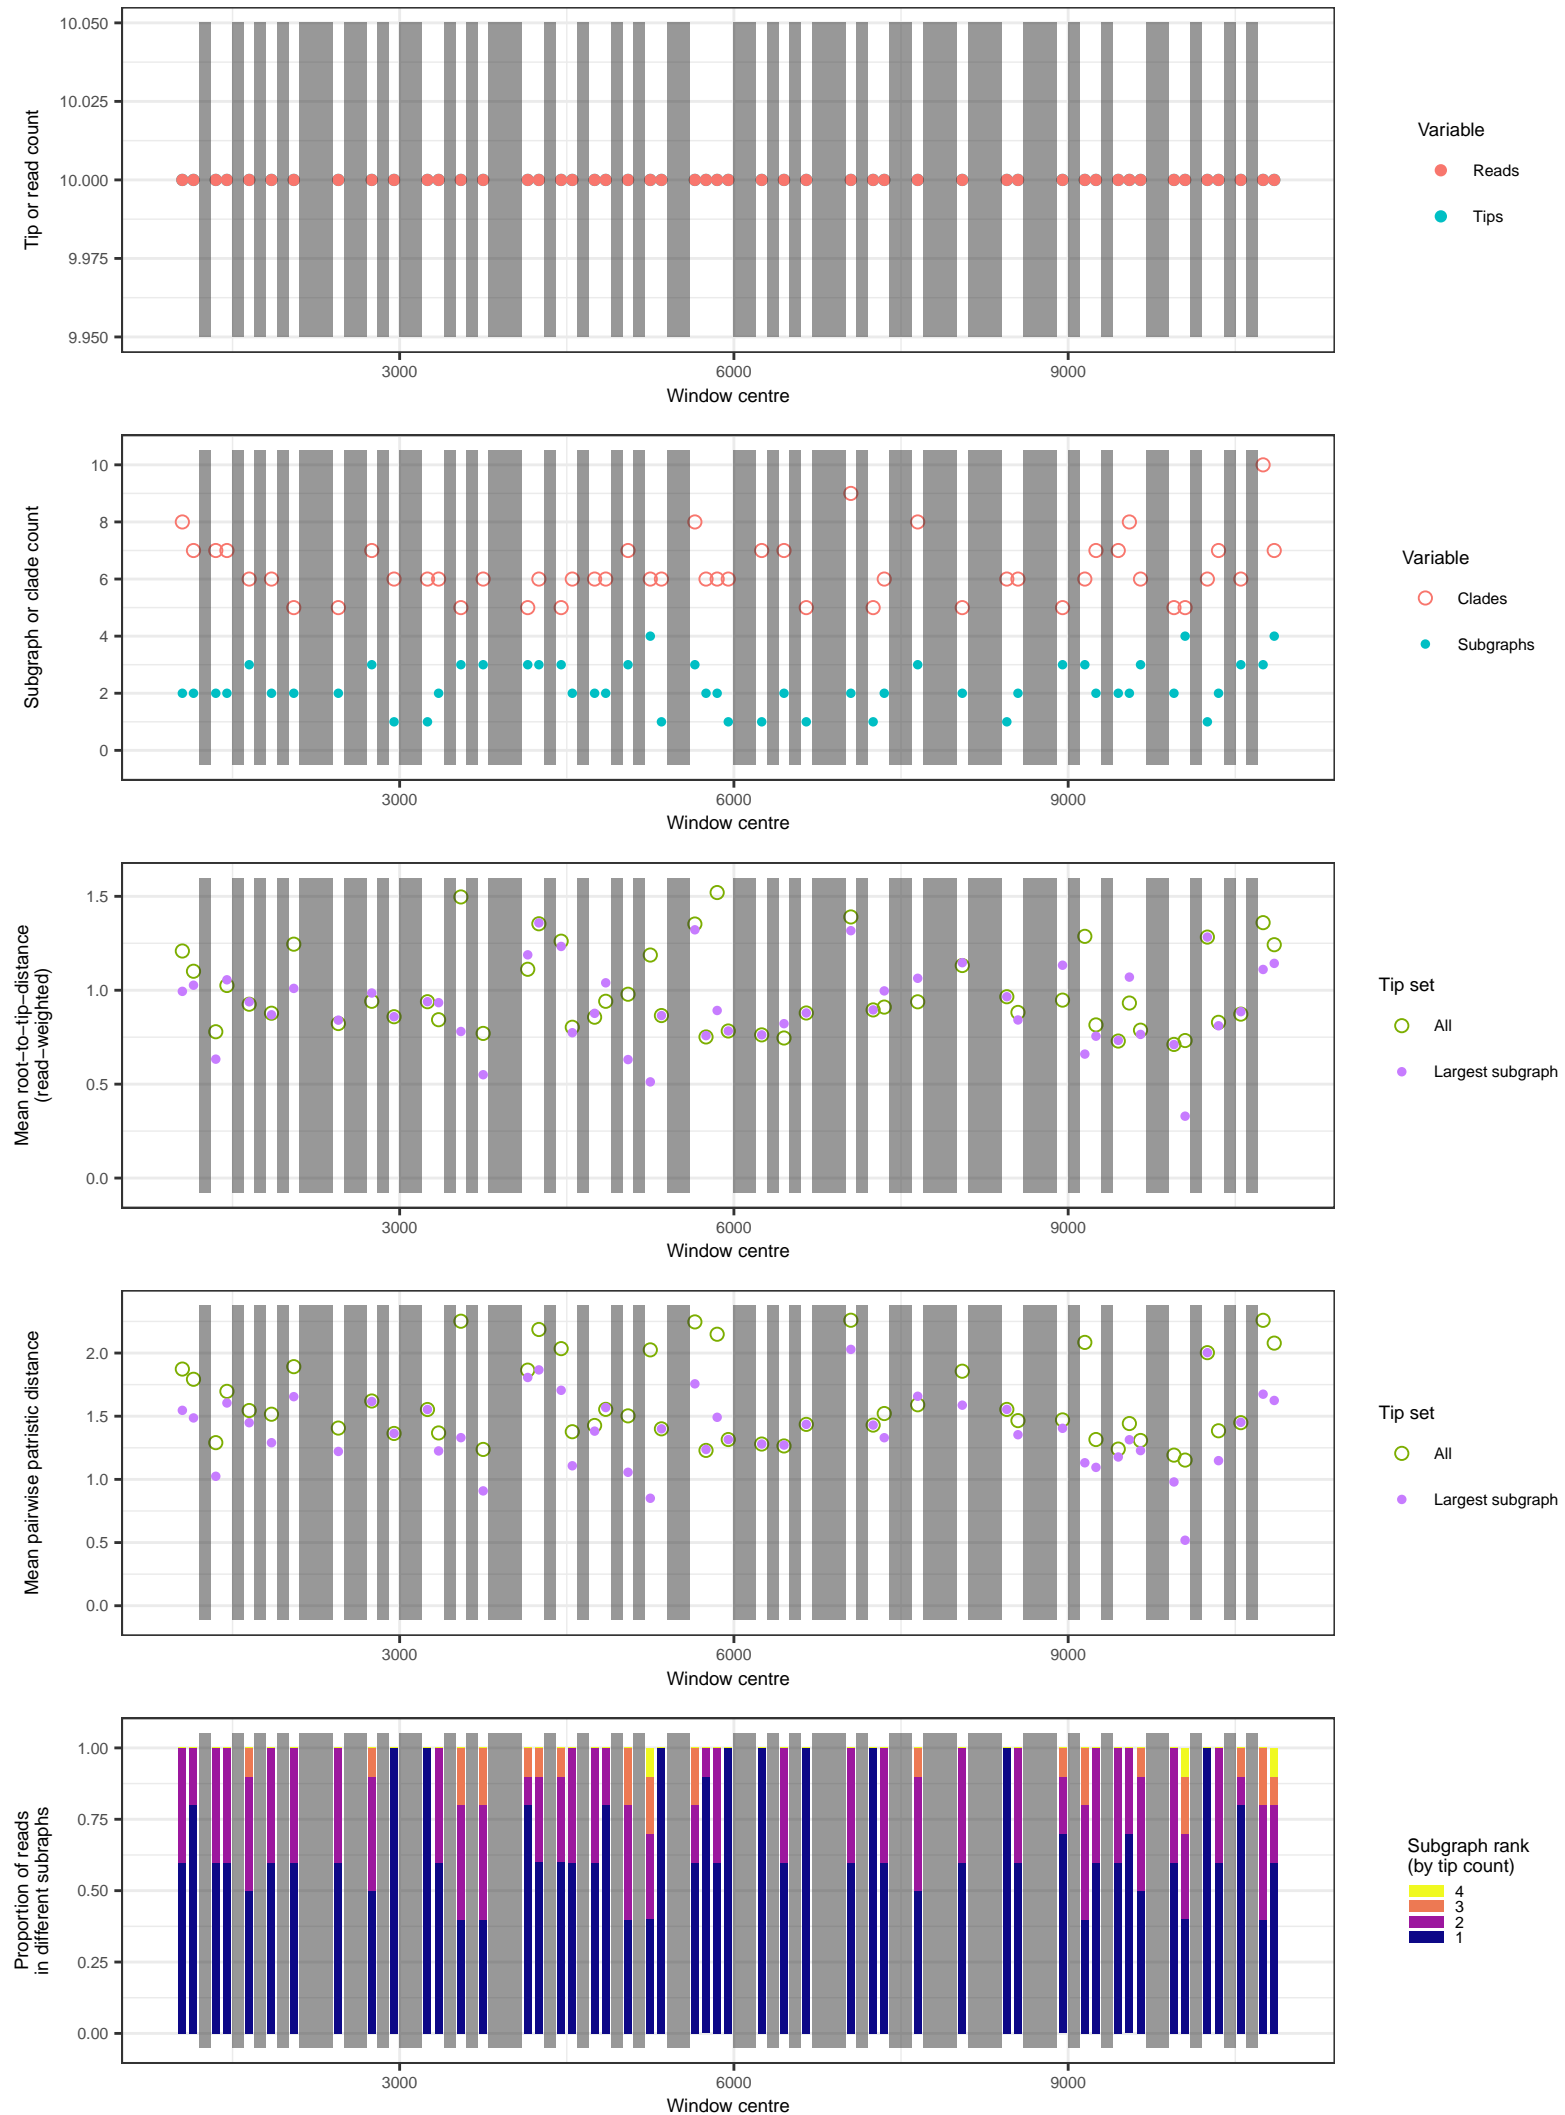 10.050
10.025
10.000
9.975
9.950
Tip or read count
3000 6000 9000
Window centre
Variable
Reads
Tips
10
8
6
4
2
0
Subgraph or clade count
3000 6000 9000
Window centre
Variable
Clades
Subgraphs
1.5
1.0
0.5
0.0
Mean root−to−tip−distance
(read−weighted)
3000 6000 9000
Window centre
Tip set
All
Largest subgraph
2.0
1.5
1.0
0.5
0.0
Mean pairwise patristic distance
3000 6000 9000
Window centre
Tip set
All
Largest subgraph
1.00
0.75
0.50
0.25
0.00
Proportion of reads
in different subraphs
3000 6000 9000
Window centre
Subgraph rank
(by tip count)
4
3
2
1